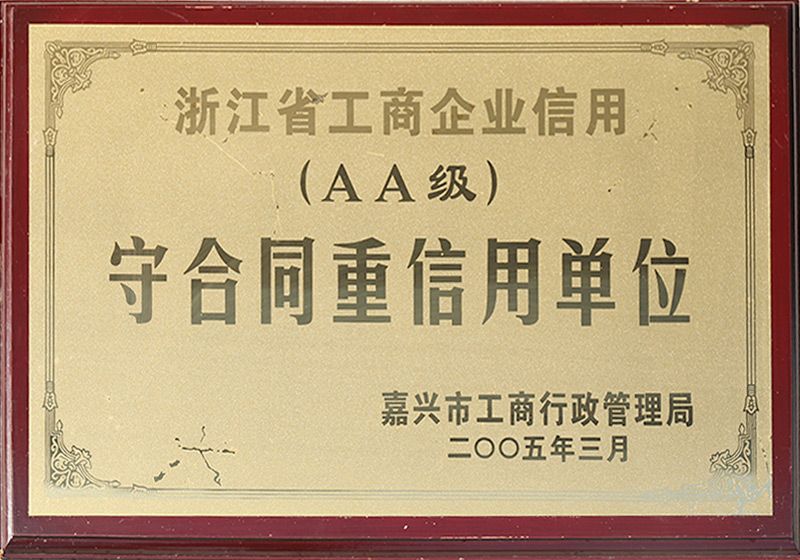 浙江省工商企业信用
(AA级)
守合同重信用单位
嘉兴市工商行政管理局
二〇〇五年三月